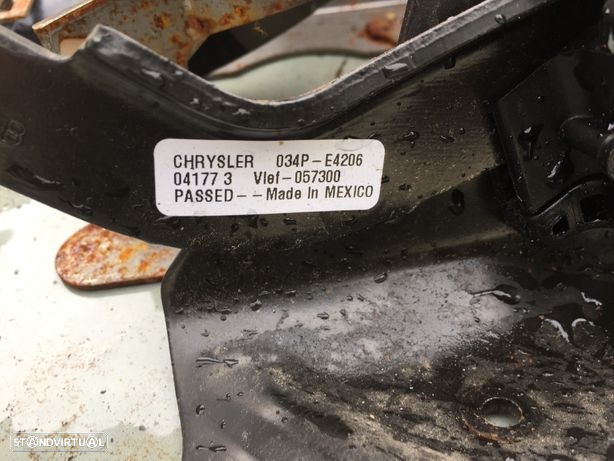 CHRYSLER 034P-E4206
04177 3 Vlef-057300
PASSED-- Made In MEXICO
B
STANDVIRTUAL